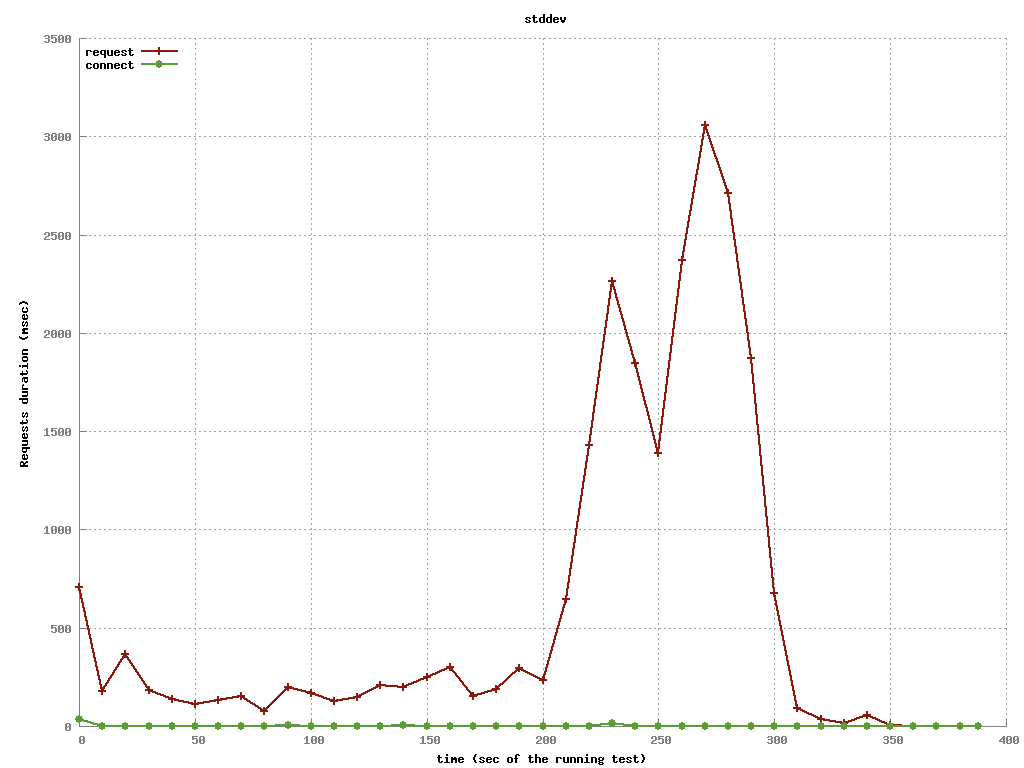 stddev
3500
request
connect
3000
2500
2000
Requests duration (msec)
1500
1000
500
0
0 50 100 150 200 250 300 350 400
time (sec of the running test)